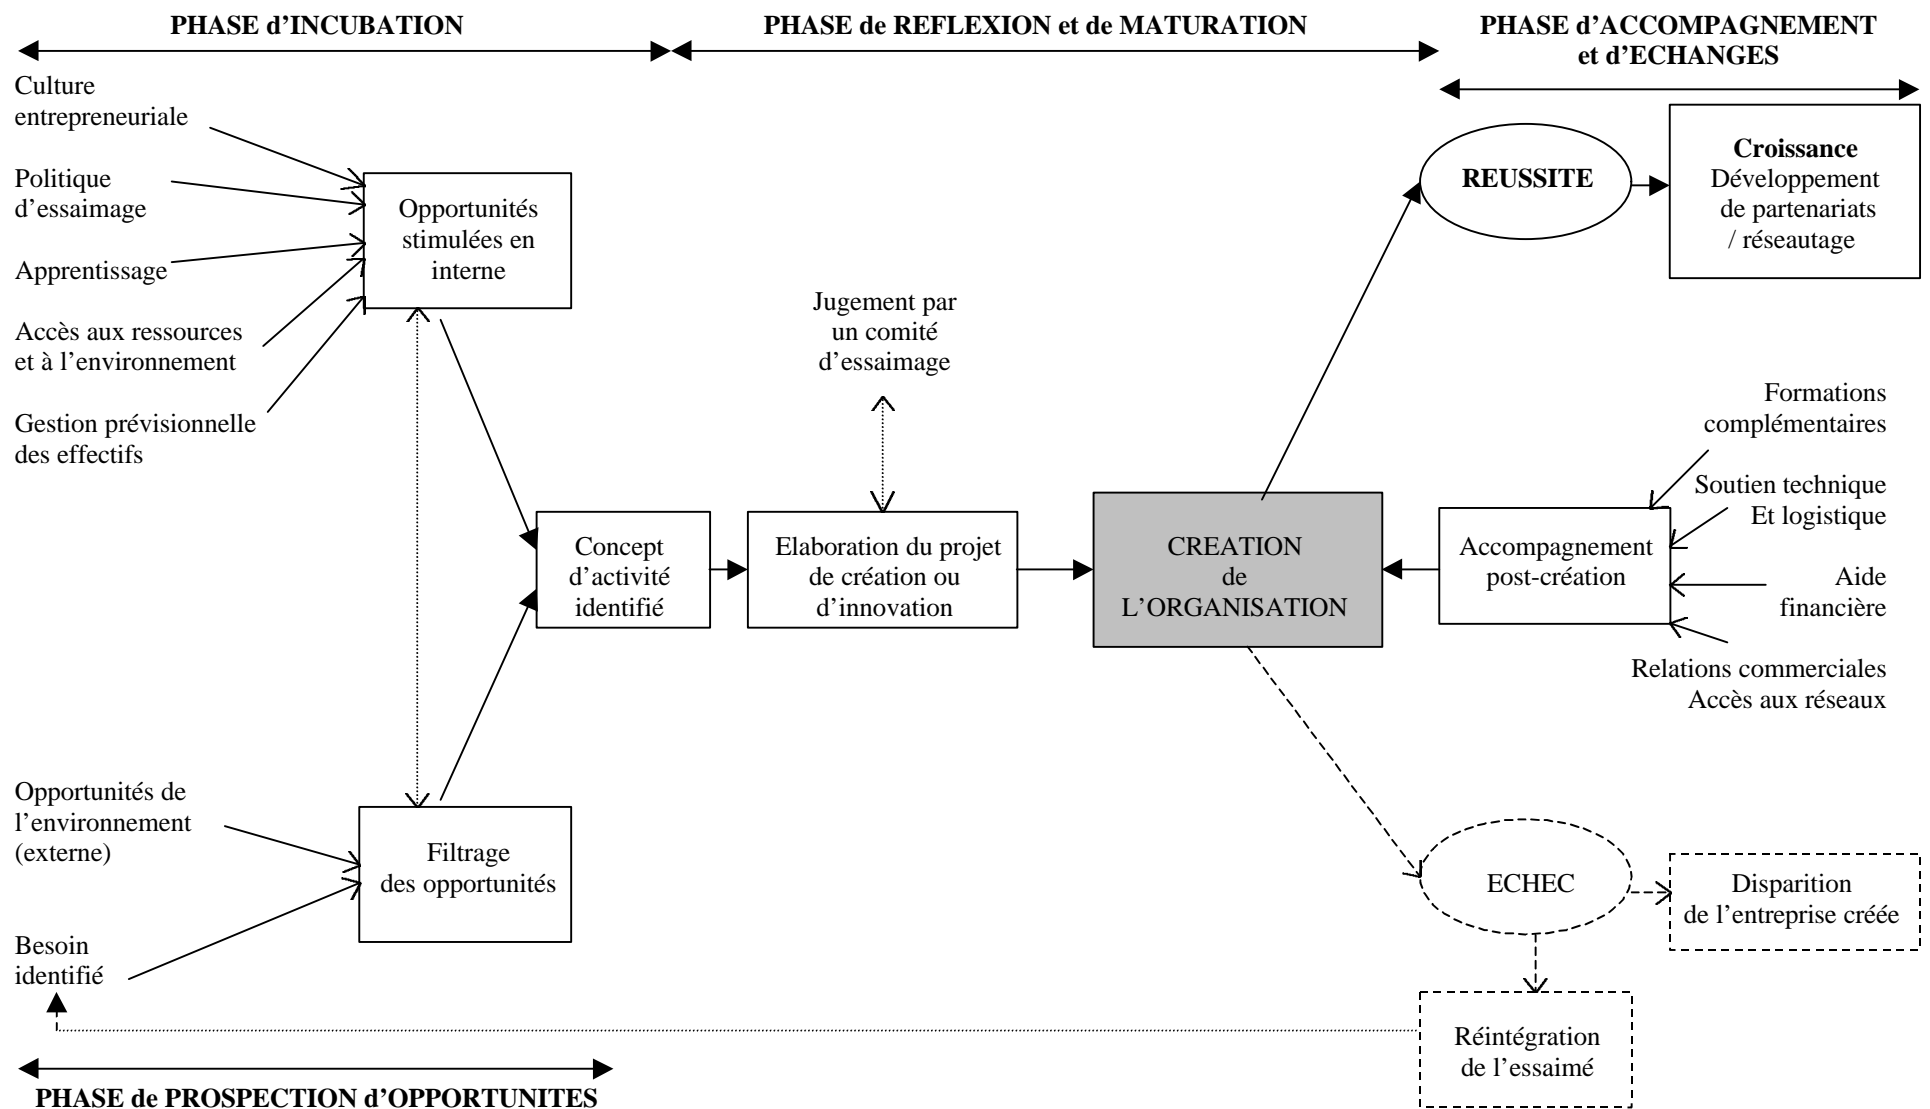 PHASE d’INCUBATION
PHASE de REFLEXION et de MATURATION
PHASE d’ACCOMPAGNEMENT
et d’ECHANGES
Culture
entrepreneuriale
Politique
d’essaimage
Apprentissage
Accès aux ressources
et à l’environnement
Gestion prévisionnelle
des effectifs
Opportunités
stimulées en
interne
Jugement par
un comité
d’essaimage
REUSSITE
Croissance
Développement
de partenariats
/ réseautage
Formations
complémentaires
Soutien technique
Et logistique
Aide
financière
Relations commerciales
Accès aux réseaux
Concept
d’activité
identifié
Elaboration du projet
de création ou
d’innovation
CREATION
de
L’ORGANISATION
Accompagnement
post-création
Opportunités de
l’environnement
(externe)
Besoin
identifié
Filtrage
des opportunités
ECHEC
Disparition
de l’entreprise créée
Réintégration
de l’essaimé
PHASE de PROSPECTION d’OPPORTUNITES